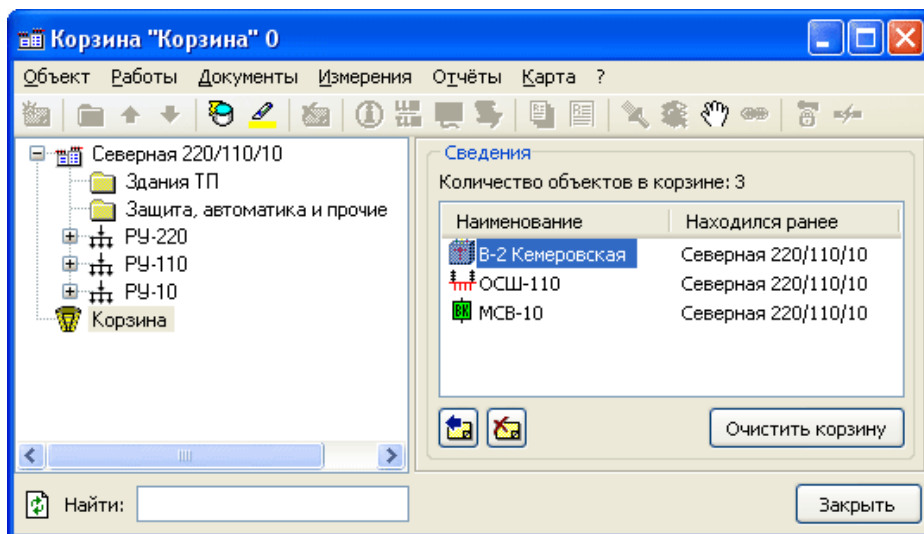 Корзина "Корзина" 0
Объект Работы Документы Измерения Отчёты Карта ?
Северная 220/110/10
Здания ТП
Защита, автоматика и прочие
РУ-220
РУ-110
РУ-10
Корзина
Сведения
Количество объектов в корзине: 3
Наименование Находился ранее
В-2 Кемеровская Северная 220/110/10
ОСШ-110 Северная 220/110/10
ВК МСВ-10 Северная 220/110/10
Очистить корзину
Найти:
Закрыть